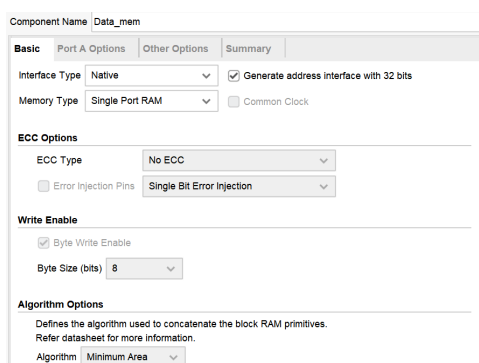 Component Name Data_mem
Basic Port A Options Other Options Summary
Interface Type Native Generate address interface with 32 bits
Memory Type Single Port RAM Common Clock
ECC Options
ECC Type No ECC
Error Injection Pins Single Bit Error Injection
Write Enable
Byte Write Enable
Byte Size (bits) 8
Algorithm Options
Defines the algorithm used to concatenate the block RAM primitives.
Refer datasheet for more information.
Algorithm Minimum Area